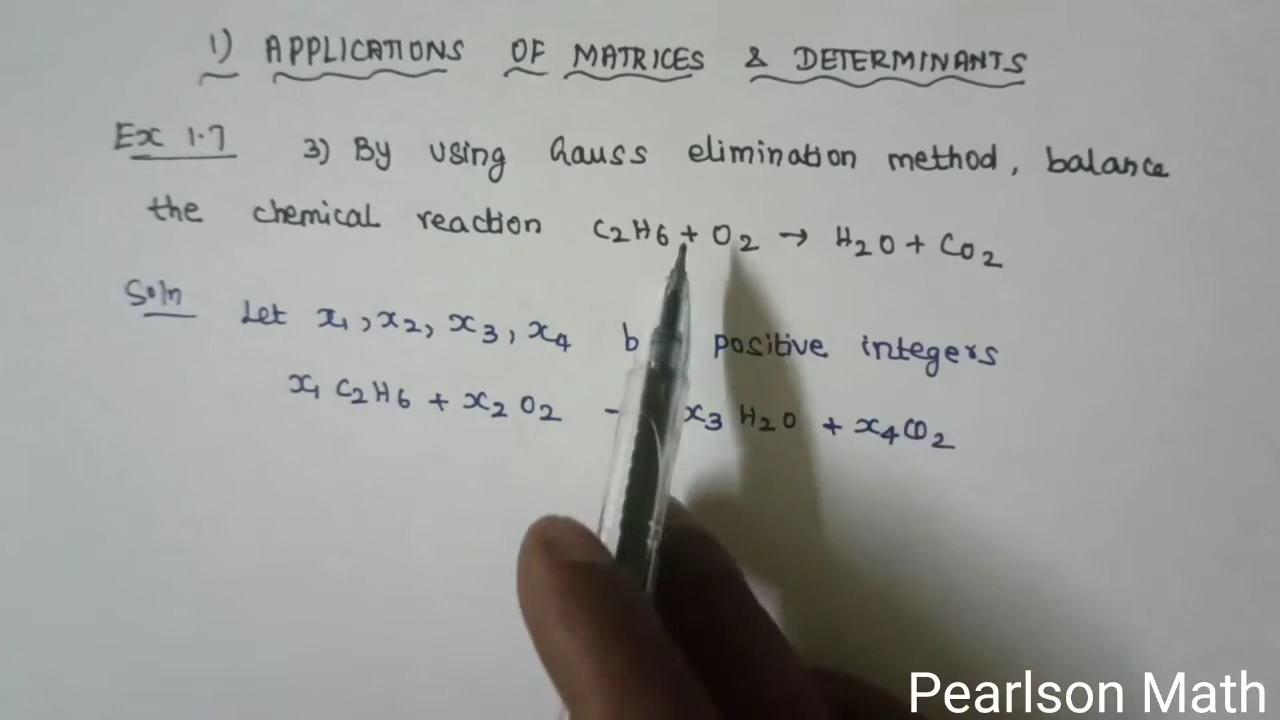 1) APPLICATIONS OF MATRICES & DETERMINANTS
Ex 1.7 3) By using Gauss elimination method, balance
the chemical reaction C2H6 + O2 → H2O + CO2
Soln Let x1, x2, x3, x4 b positive integers
x1 C2H6 + x2 O2 - x3 H2O + x4CO2
Pearlson Math